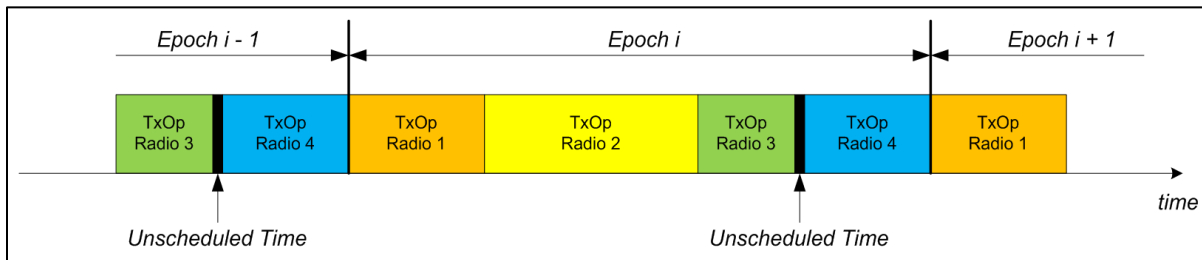 Epoch i - 1
Epoch i
Epoch i + 1
TxOp
Radio 3
TxOp
Radio 4
TxOp
Radio 1
TxOp
Radio 2
TxOp
Radio 3
TxOp
Radio 4
TxOp
Radio 1
time
Unscheduled Time
Unscheduled Time